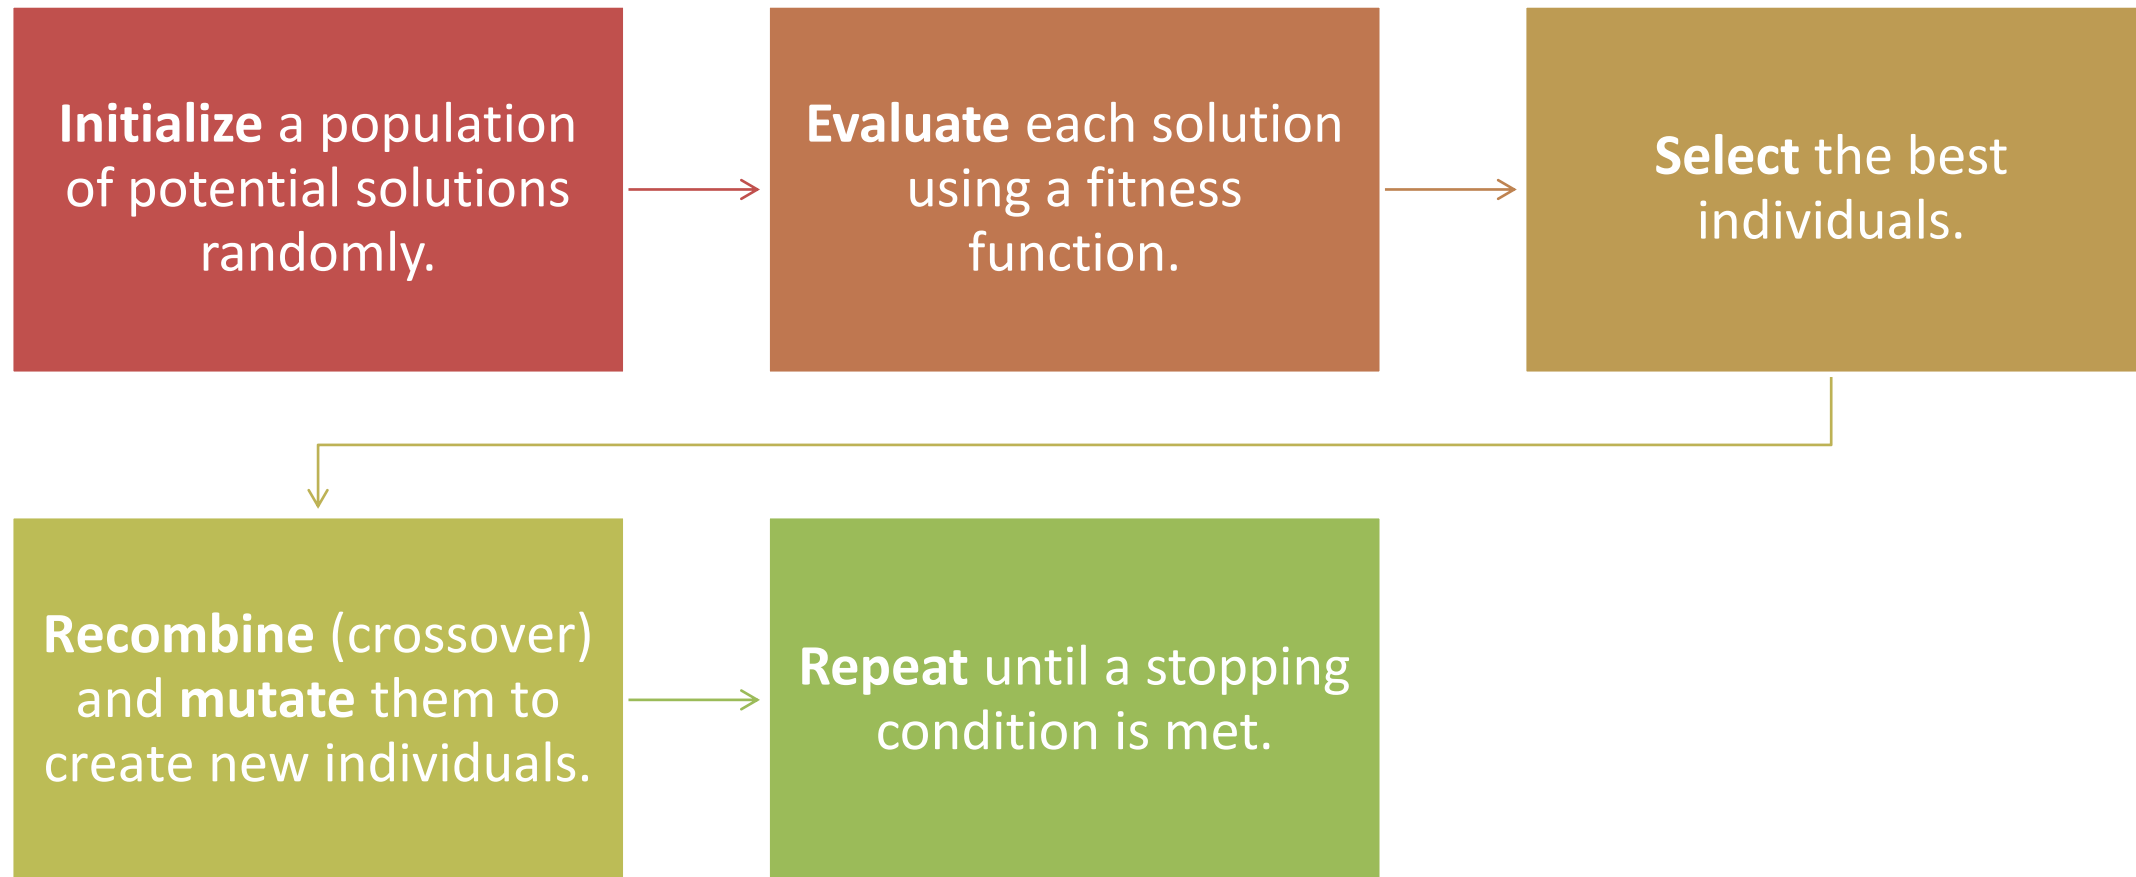 Initialize a population
of potential solutions
randomly.
Evaluate each solution
using a fitness
function.
Select the best
individuals.
Recombine (crossover)
and mutate them to
create new individuals.
Repeat until a stopping
condition is met.